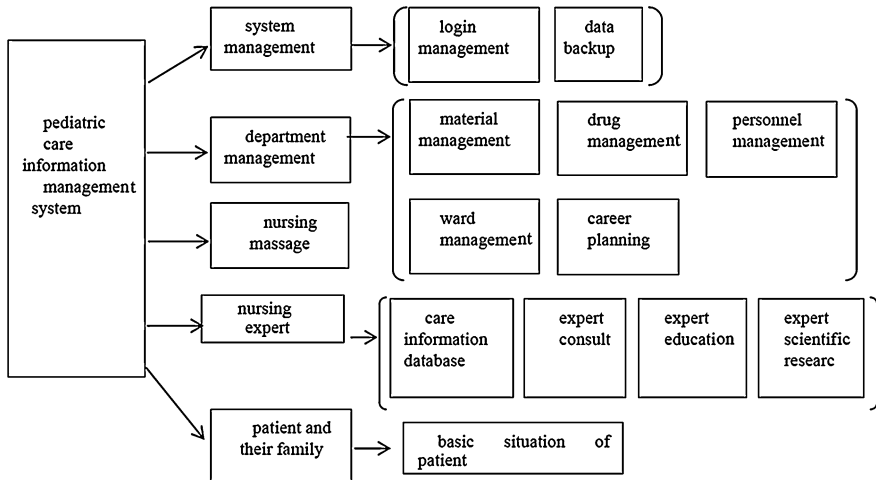 pediatric
care
information
management
system
system
management
login
management
data
backup
department
management
material
management
drug
management
personnel
management
ward
management
career
planning
nursing
massage
nursing
expert
care
information
database
expert
consult
expert
education
expert
scientific
researc
patient and
their family
basic situation of
patient